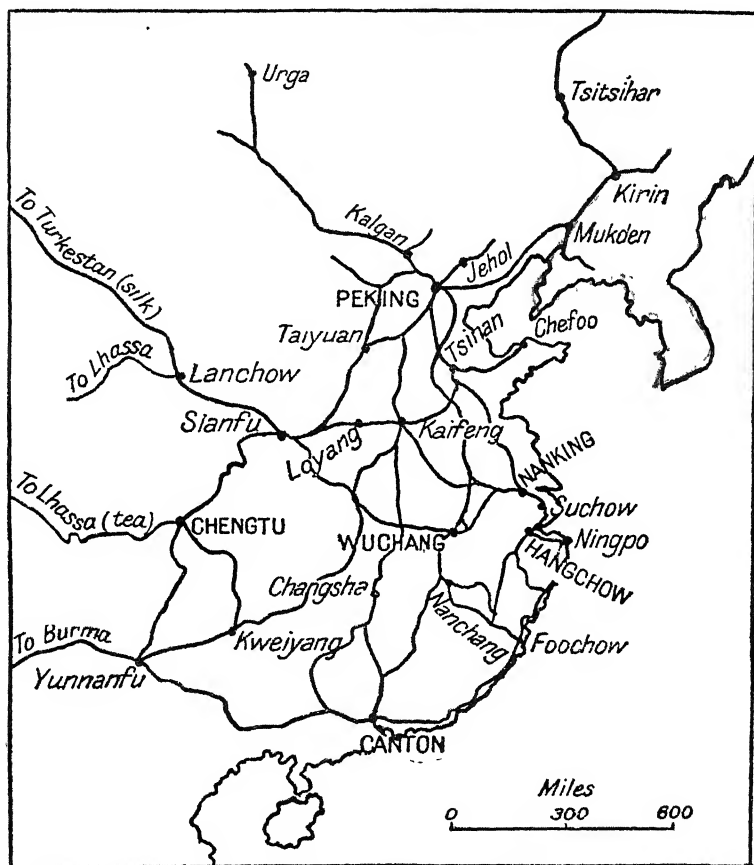 Urga
Tsitsihar
Kirin
Kalgan
Mukden
Jehol
To Turkestan (silk)
PEKING
Tsinan
Chefoo
Taiyuan
To Lhassa
Lanchow
Sianfu
Loyang
Kaifeng
NANKING
To Lhassa (tea)
CHENGTU
Suchow
WUCHANG
Ningpo
HANGCHOW
Changsha
Nanchang
To Burma
Kweiyang
Foochow
Yunnanfu
CANTON
Miles
0 300 600